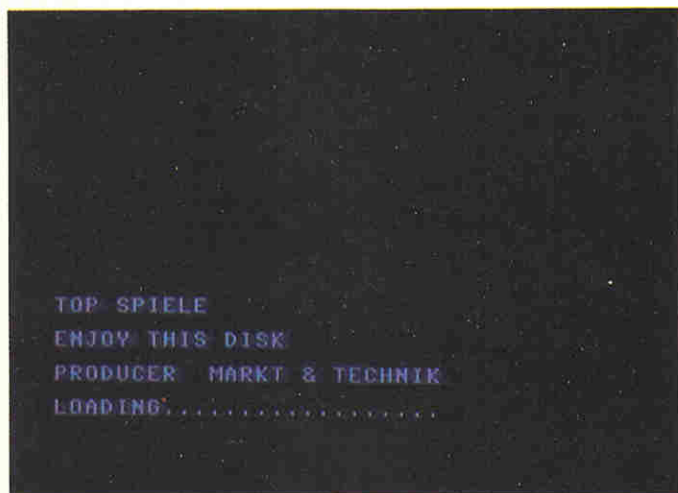 TOP SPIELE
ENJOY THIS DISK
PRODUCER  MARKT & TECHNIK
LOADING...................